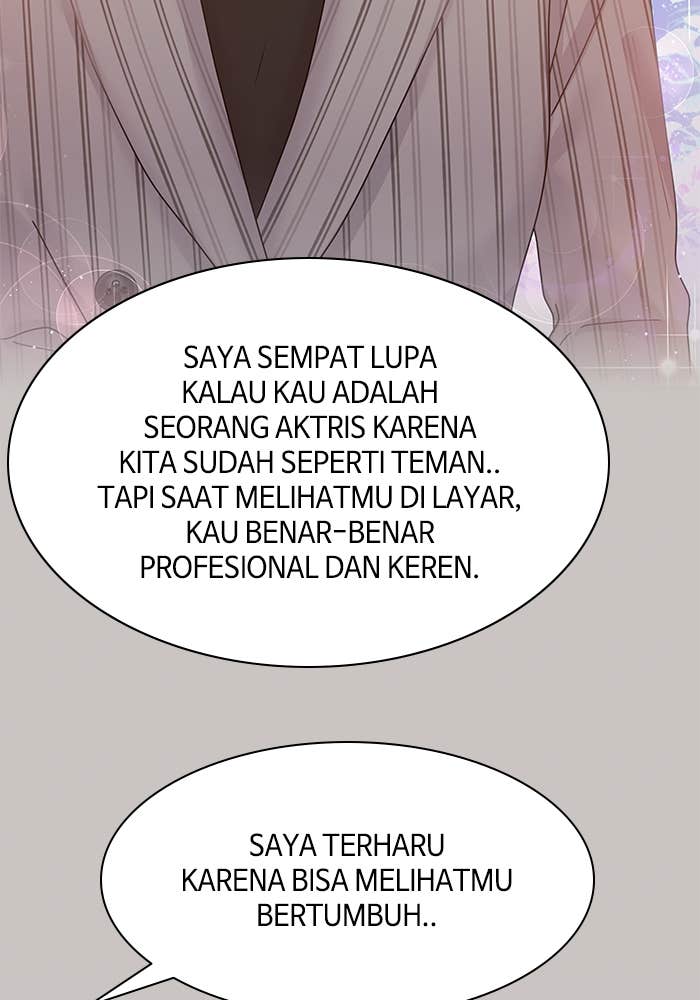 SAYA SEMPAT LUPA
KALAU KAU ADALAH
SEORANG AKTRIS KARENA
KITA SUDAH SEPERTI TEMAN..
TAPI SAAT MELIHATMU DI LAYAR,
KAU BENAR-BENAR
PROFESIONAL DAN KEREN.
SAYA TERHARU
KARENA BISA MELIHATMU
BERTUMBUH..